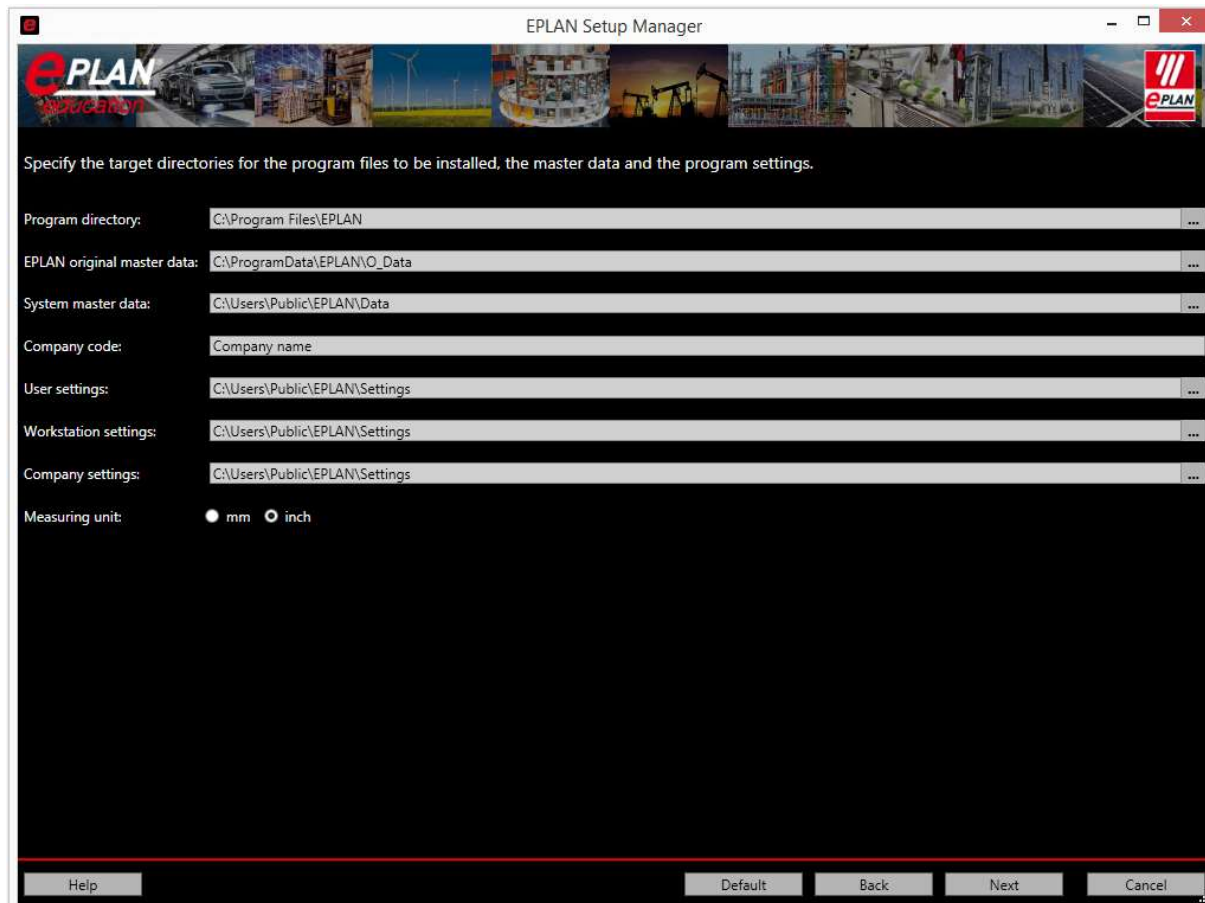 EPLAN Setup Manager
ePLAN
education
ePLAN
Specify the target directories for the program files to be installed, the master data and the program settings.
Program directory: C:\Program Files\EPLAN ...
EPLAN original master data: C:\ProgramData\EPLAN\O_Data ...
System master data: C:\Users\Public\EPLAN\Data ...
Company code: Company name
User settings: C:\Users\Public\EPLAN\Settings ...
Workstation settings: C:\Users\Public\EPLAN\Settings ...
Company settings: C:\Users\Public\EPLAN\Settings ...
Measuring unit: mm inch
Help Default Back Next Cancel